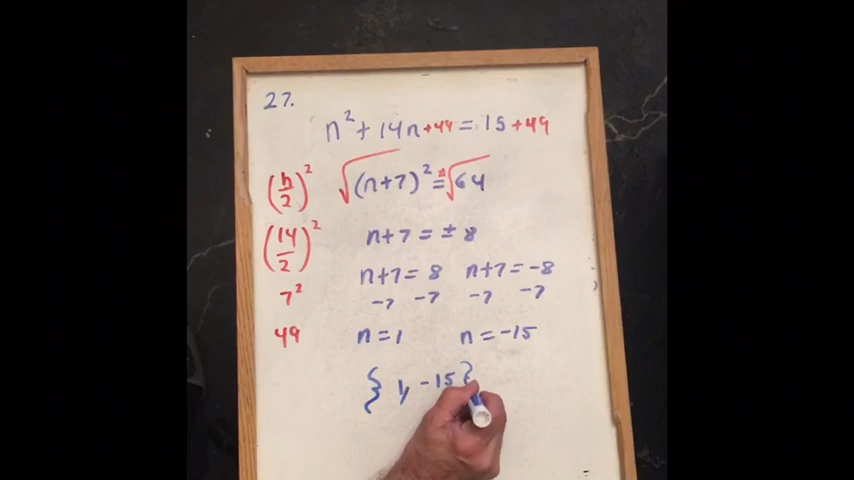 27.
n² + 14n + 49 = 15 + 49
(b/2)² √(n+7)² = ±√64
(14/2)² n+7 = ± 8
n+7 = 8 n+7 = -8
7² -7 -7 -7 -7
49 n = 1 n = -15
{ 1, -15 }